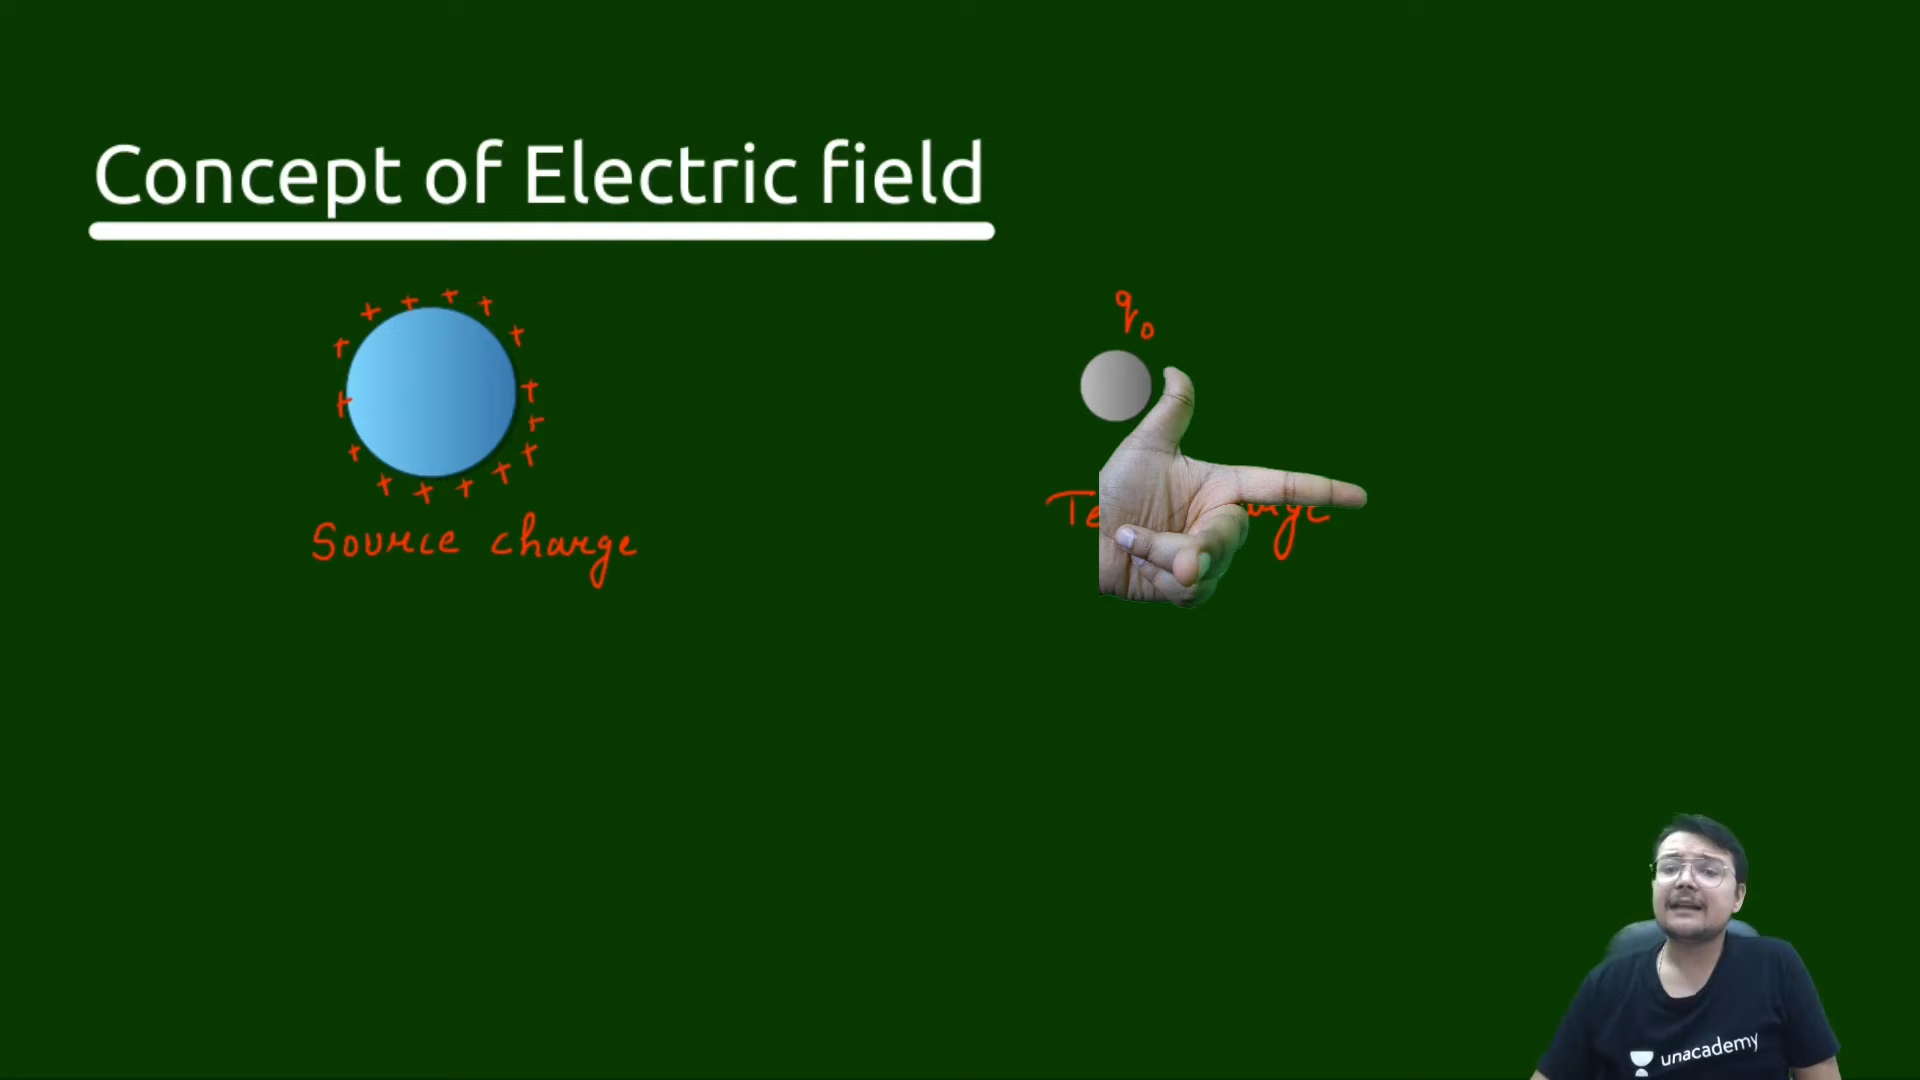 Concept of Electric field
+ + + + + + + + + + + + + + + + +
q₀
Source charge
unacademy